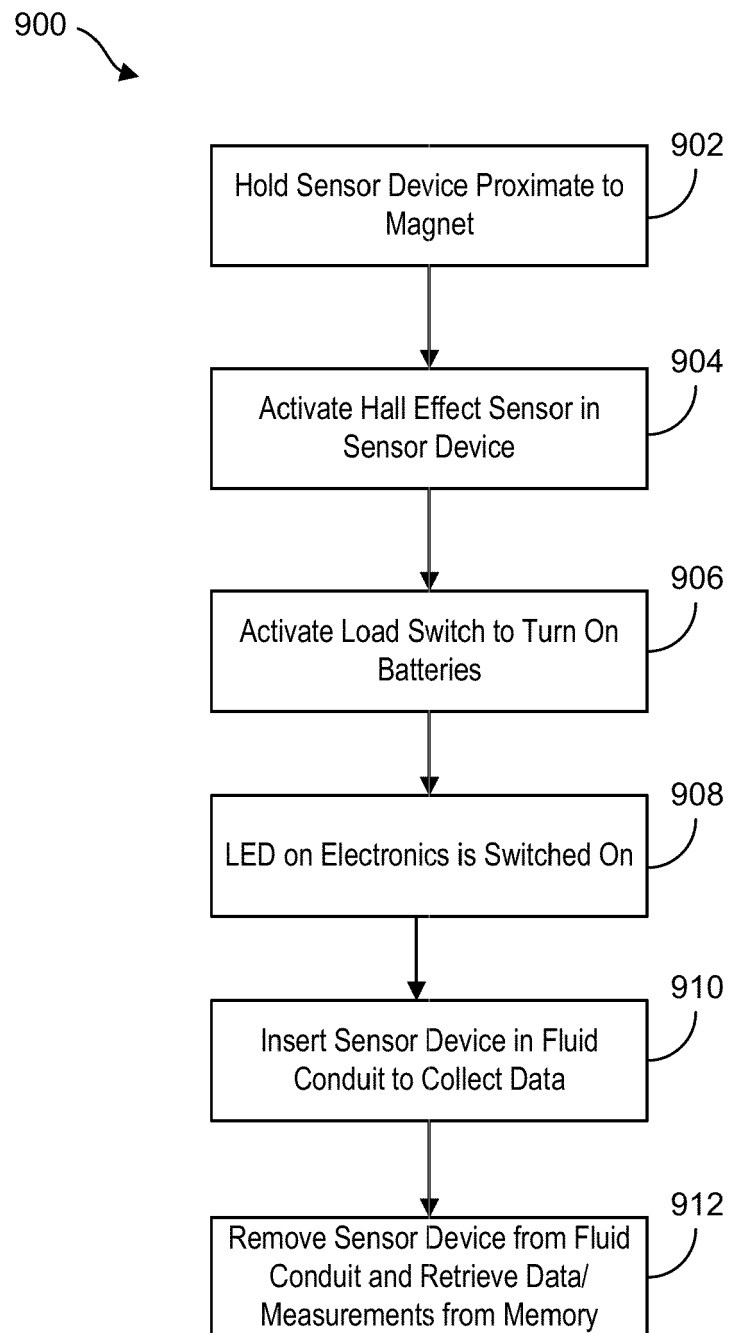 900
902
Hold Sensor Device Proximate to
Magnet
904
Activate Hall Effect Sensor in
Sensor Device
906
Activate Load Switch to Turn On
Batteries
908
LED on Electronics is Switched On
910
Insert Sensor Device in Fluid
Conduit to Collect Data
912
Remove Sensor Device from Fluid
Conduit and Retrieve Data/
Measurements from Memory